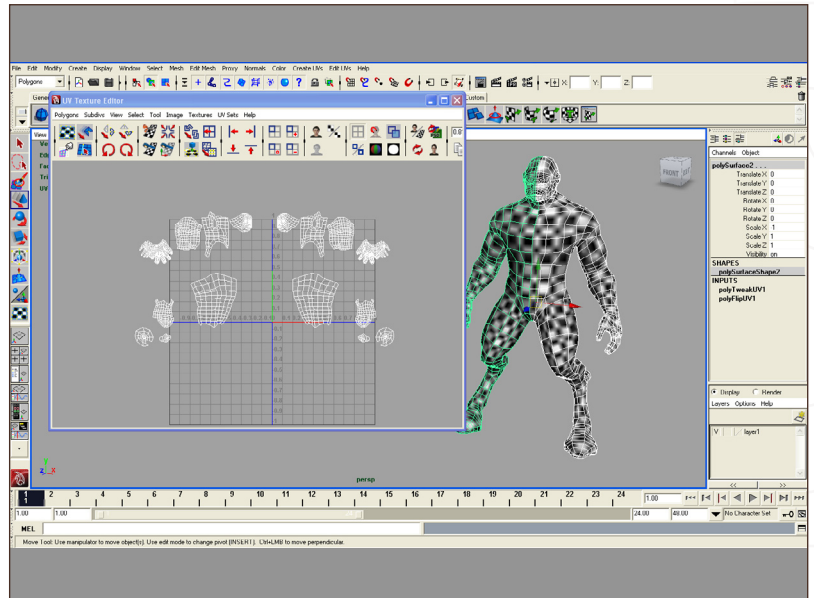 File Edit Modify Create Display Window Select Mesh Edit Mesh Proxy Normals Color Create UVs Edit UVs Help
Polygons X: Y: Z:
UV Texture Editor
Custom
Polygons Subdivs View Select Tool Image Textures UV Sets Help
View
Channels Object
polySurface2 . . .
Translate X 0
Translate Y 0
Translate Z 0
Rotate X 0
Rotate Y 0
Rotate Z 0
Scale X -1
Scale Y 1
Scale Z 1
Visibility on
SHAPES
polySurfaceShape2
INPUTS
polyTweakUV1
polyFlipUV1
FRONT
Display Render
Layers Options Help
V layer1
persp
1 2 3 4 5 6 7 8 9 10 11 12 13 14 15 16 17 18 19 20 21 22 23 24 1.00
1.00 1.00 24.00 48.00 No Character Set
MEL
Move Tool: Use manipulator to move object(s). Use edit mode to change pivot (INSERT). Ctrl+LMB to move perpendicular.